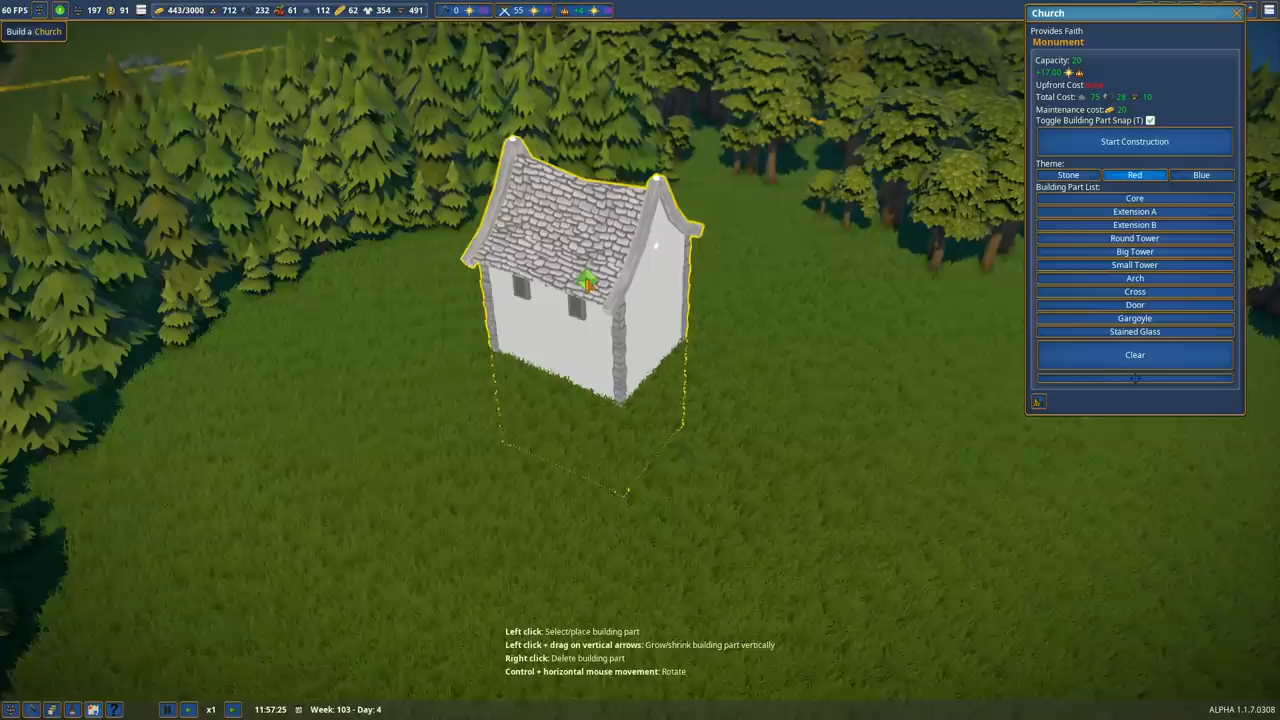 60 FPS 197 91 443/3000 712 232 61 112 62 354 491 0 55 +4
Build a Church
Church
Provides Faith
Monument
Capacity: 20
+17.00
Upfront Cost:
Total Cost: 75 28 10
Maintenance cost: 20
Toggle Building Part Snap (T)
Start Construction
Theme:
Stone Red Blue
Building Part List:
Core
Extension A
Extension B
Round Tower
Big Tower
Small Tower
Arch
Cross
Door
Gargoyle
Stained Glass
Clear
Left click: Select/place building part
Left click + drag on vertical arrows: Grow/shrink building part vertically
Right click: Delete building part
Control + horizontal mouse movement: Rotate
x1 11:57:25 Week: 103 - Day: 4 ALPHA 1.1.7.0308